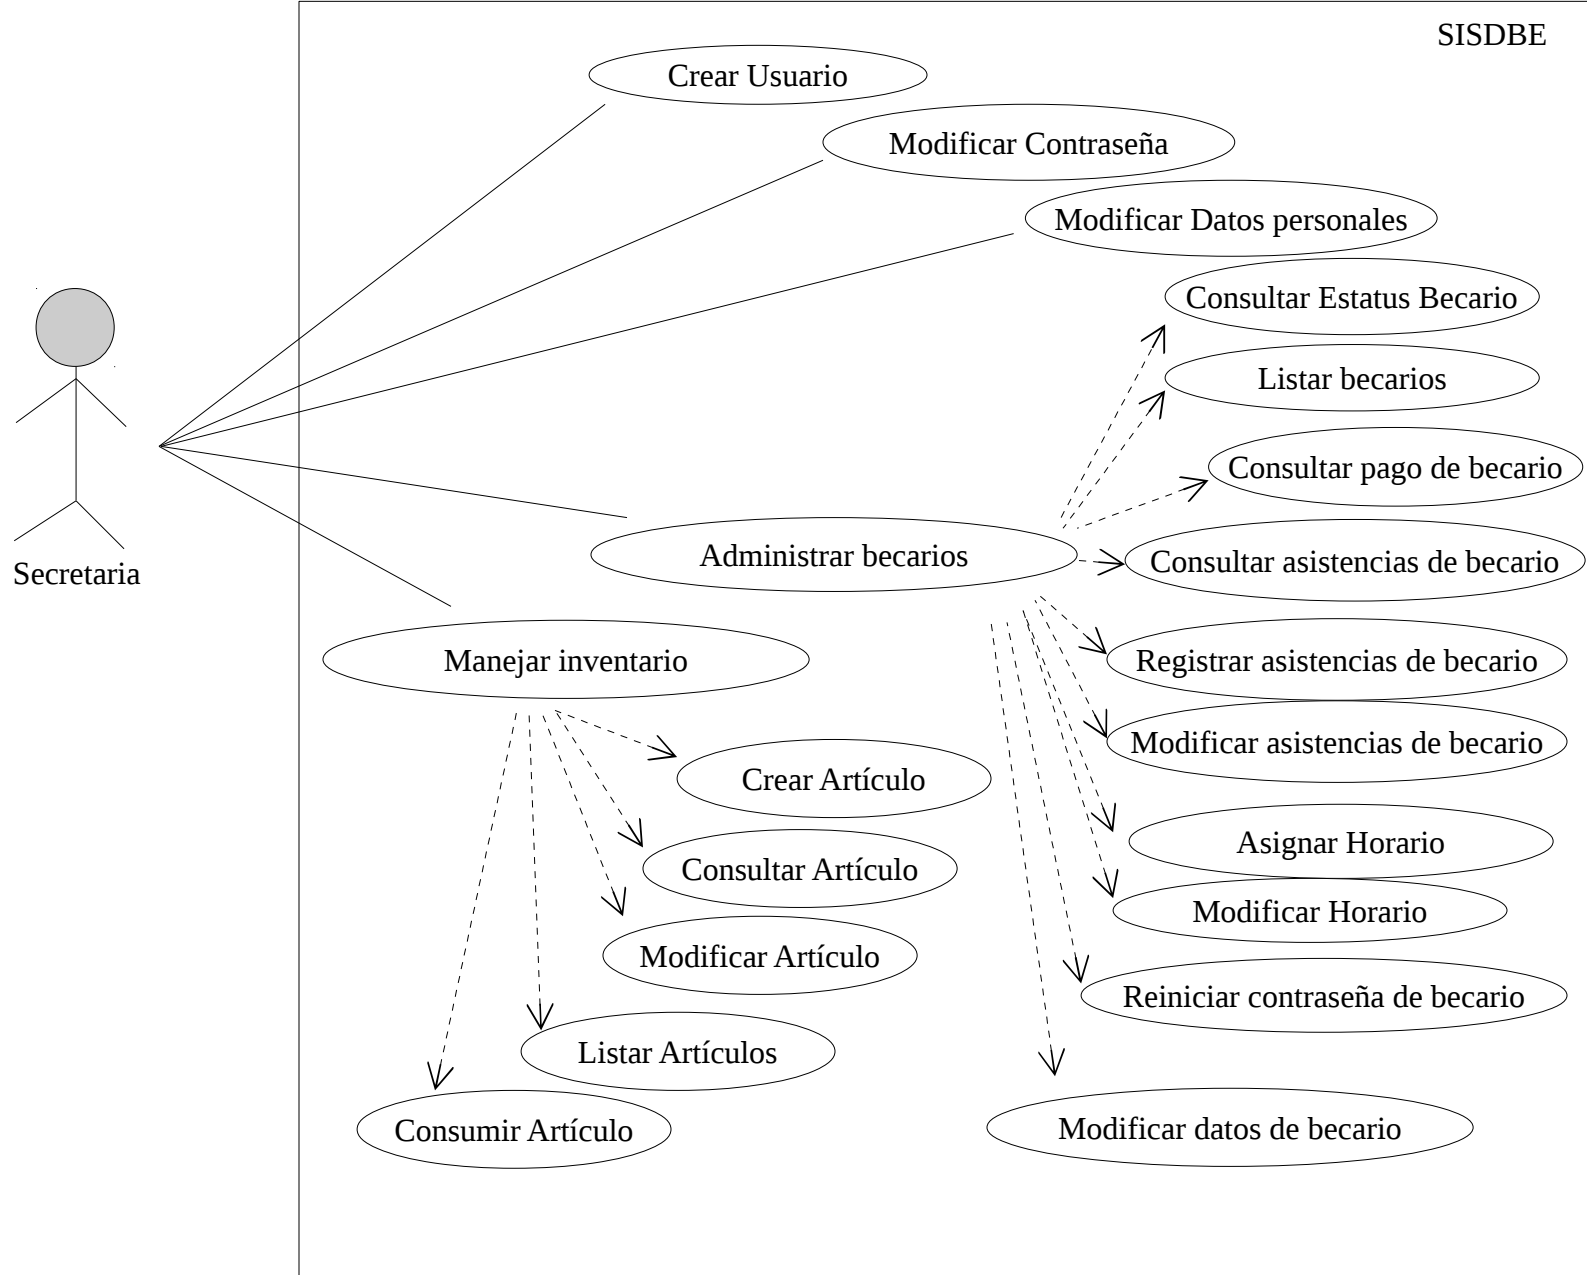 SISDBE
Crear Usuario
Modificar Contraseña
Modificar Datos personales
Consultar Estatus Becario
Listar becarios
Consultar pago de becario
Administrar becarios
Consultar asistencias de becario
Secretaria
Manejar inventario
Registrar asistencias de becario
Modificar asistencias de becario
Crear Artículo
Asignar Horario
Consultar Artículo
Modificar Horario
Modificar Artículo
Reiniciar contraseña de becario
Listar Artículos
Consumir Artículo
Modificar datos de becario